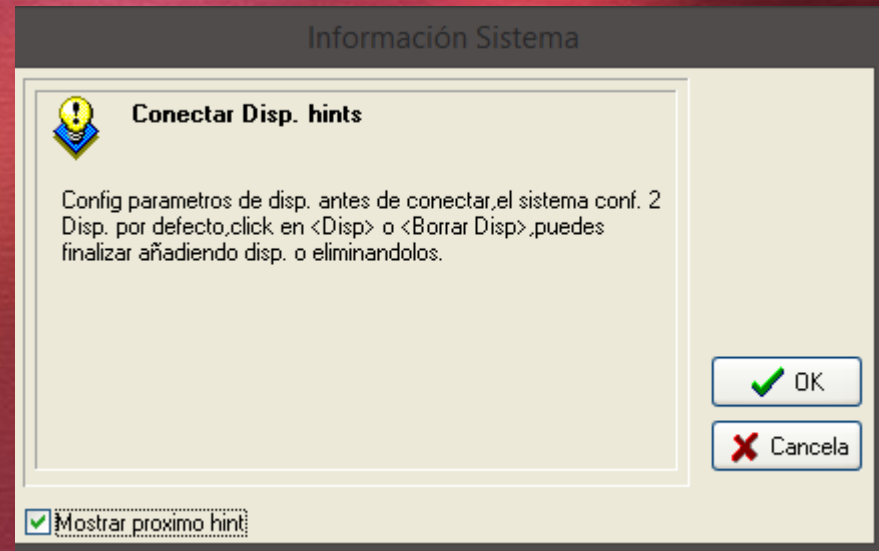 Información Sistema
Conectar Disp. hints
Config parametros de disp. antes de conectar,el sistema conf. 2
Disp. por defecto,click en <Disp> o <Borrar Disp>,puedes
finalizar añadiendo disp. o eliminandolos.
OK
Cancela
Mostrar proximo hint